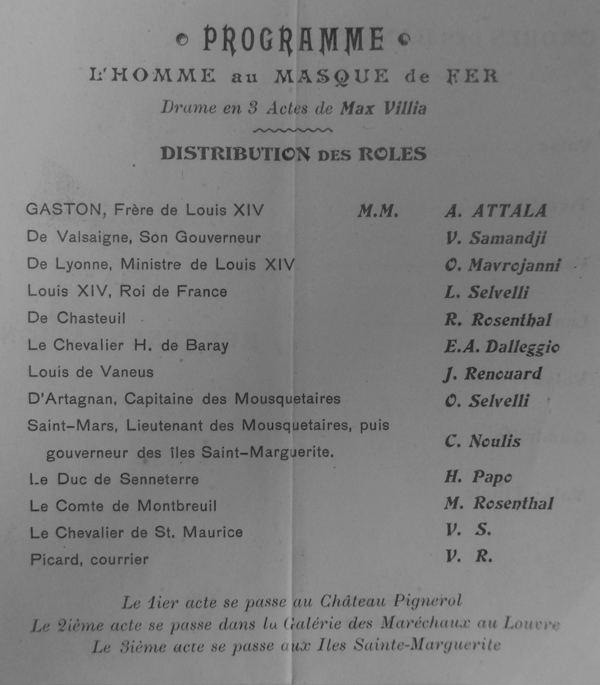 PROGRAMME
L'HOMME au MASQUE de FER
Drame en 3 Actes de Max Villia
DISTRIBUTION DES ROLES
GASTON, Frère de Louis XIV M.M. A. ATTALA
De Valsaigne, Son Gouverneur V. Samandji
De Lyonne, Ministre de Louis XIV O. Mavrojanni
Louis XIV, Roi de France L. Selvelli
De Chasteuil R. Rosenthal
Le Chevalier H. de Baray E.A. Dalleggio
Louis de Vaneus J. Renouard
D'Artagnan, Capitaine des Mousquetaires O. Selvelli
Saint-Mars, Lieutenant des Mousquetaires, puis
gouverneur des îles Saint-Marguerite. C. Noulis
Le Duc de Senneterre H. Papo
Le Comte de Montbreuil M. Rosenthal
Le Chevalier de St. Maurice V. S.
Picard, courrier V. R.
Le 1ier acte se passe au Château Pignerol
Le 2ième acte se passe dans la Galérie des Maréchaux au Louvre
Le 3ième acte se passe aux Iles Sainte-Marguerite